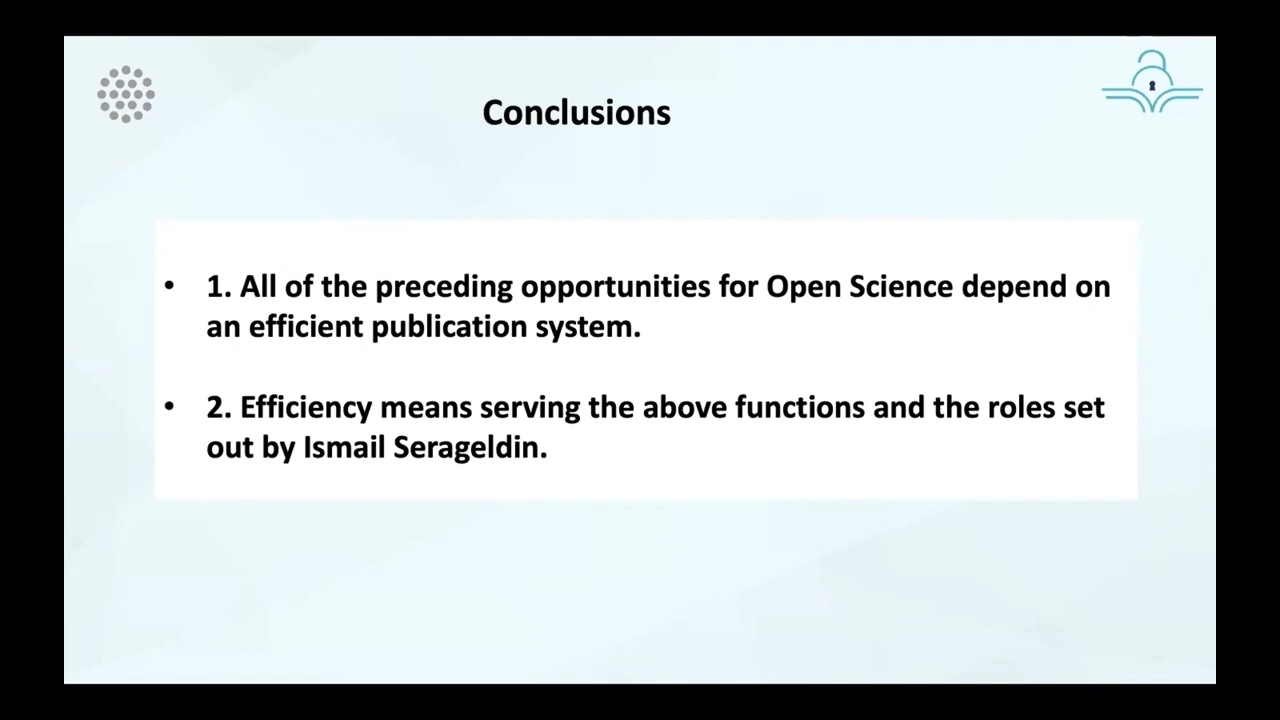 Conclusions
• 1. All of the preceding opportunities for Open Science depend on
an efficient publication system.
• 2. Efficiency means serving the above functions and the roles set
out by Ismail Serageldin.